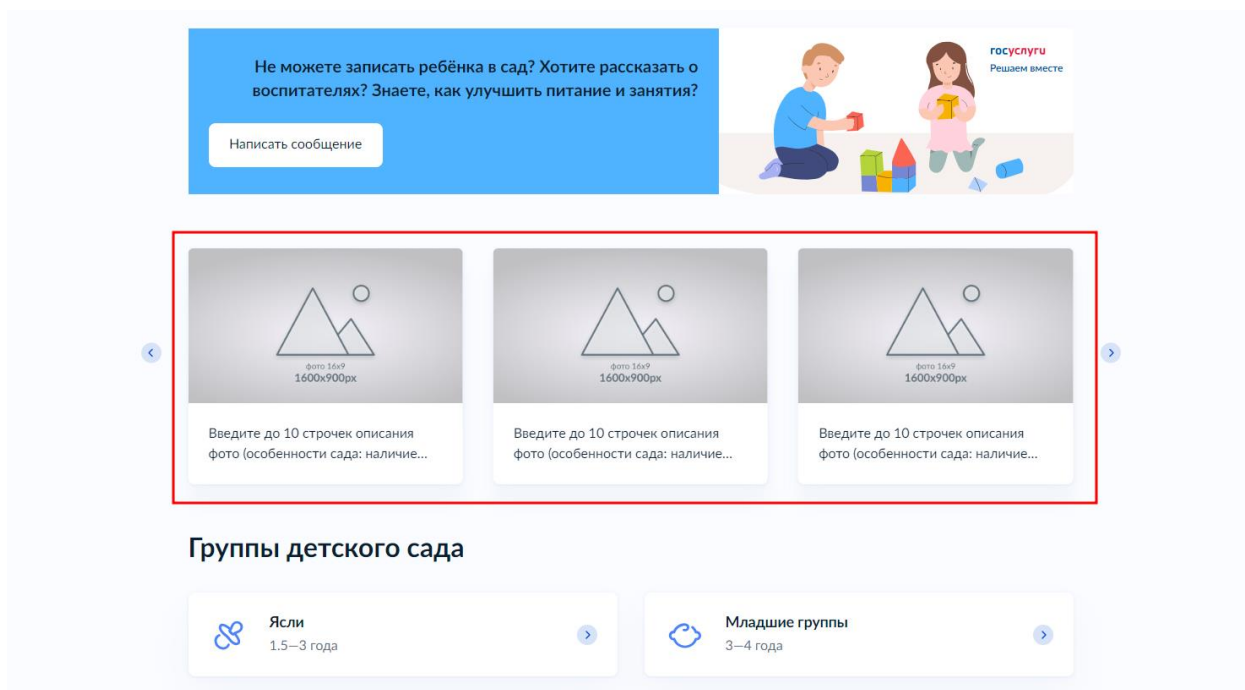 Не можете записать ребёнка в сад? Хотите рассказать о
воспитателях? Знаете, как улучшить питание и занятия?
Написать сообщение
госуслуги
Решаем вместе
фото 16x9
1600x900px
Введите до 10 строчек описания
фото (особенности сада: наличие...
фото 16x9
1600x900px
Введите до 10 строчек описания
фото (особенности сада: наличие...
фото 16x9
1600x900px
Введите до 10 строчек описания
фото (особенности сада: наличие...
Группы детского сада
Ясли
1.5—3 года
Младшие группы
3—4 года